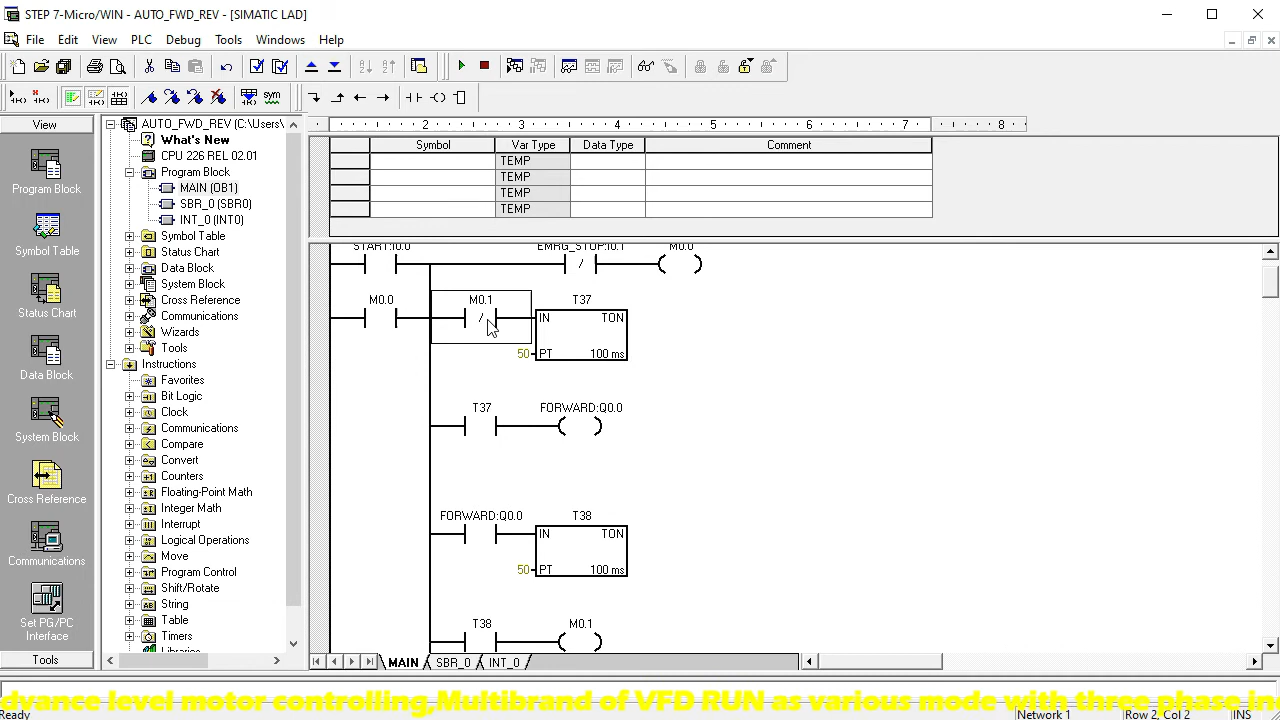 STEP 7-Micro/WIN - AUTO_FWD_REV - [SIMATIC LAD]
File Edit View PLC Debug Tools Windows Help
View
Program Block
Symbol Table
Status Chart
Data Block
System Block
Cross Reference
Communications
Set PG/PC
Interface
Tools
AUTO_FWD_REV (C:\Users\
What's New
CPU 226 REL 02.01
Program Block
MAIN (OB1)
SBR_0 (SBR0)
INT_0 (INT0)
Symbol Table
Status Chart
Data Block
System Block
Cross Reference
Communications
Wizards
Tools
Instructions
Favorites
Bit Logic
Clock
Communications
Compare
Convert
Counters
Floating-Point Math
Integer Math
Interrupt
Logical Operations
Move
Program Control
Shift/Rotate
String
Table
Timers
Libraries
2 3 4 5 6 7 8
Symbol Var Type Data Type Comment
TEMP
TEMP
TEMP
TEMP
START:I0.0 EMRG_STOP:I0.1 M0.0
M0.0 M0.1 T37
IN TON
50 PT 100 ms
T37 FORWARD:Q0.0
FORWARD:Q0.0 T38
IN TON
50 PT 100 ms
T38 M0.1
MAIN SBR_0 INT_0
dvance level motor controlling,Multibrand of VFD RUN as various mode with three phase in
Ready Network 1 Row 2, Col 2 INS